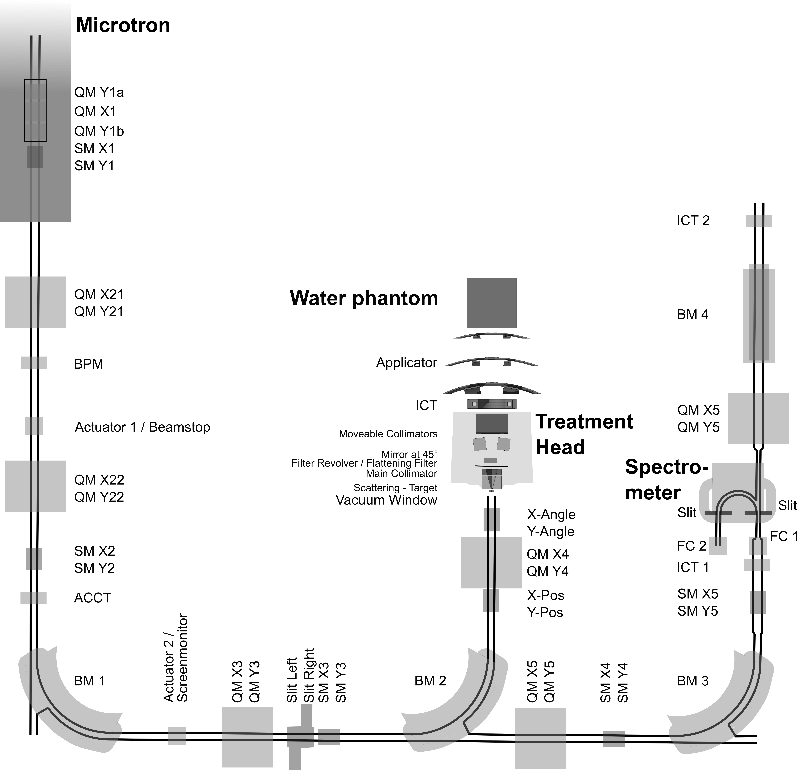 Microtron
QM Y1a
QM X1
QM Y1b
SM X1
SM Y1
QM X21
QM Y21
BPM
Actuator 1 / Beamstop
QM X22
QM Y22
SM X2
SM Y2
ACCT
BM 1
Actuator 2 /
Screenmonitor
QM X3
QM Y3
Slit Left
Slit Right
SM X3
SM Y3
Water phantom
Applicator
ICT
Treatment
Head
Moveable Collimators
Mirror at 45°
Filter Revolver / Flattening Filter
Main Collimator
Scattering - Target
Vacuum Window
X-Angle
Y-Angle
QM X4
QM Y4
X-Pos
Y-Pos
BM 2
QM X5
QM Y5
SM X4
SM Y4
BM 3
ICT 2
BM 4
QM X5
QM Y5
Spectro-
meter
Slit
Slit
FC 1
FC 2
ICT 1
SM X5
SM Y5